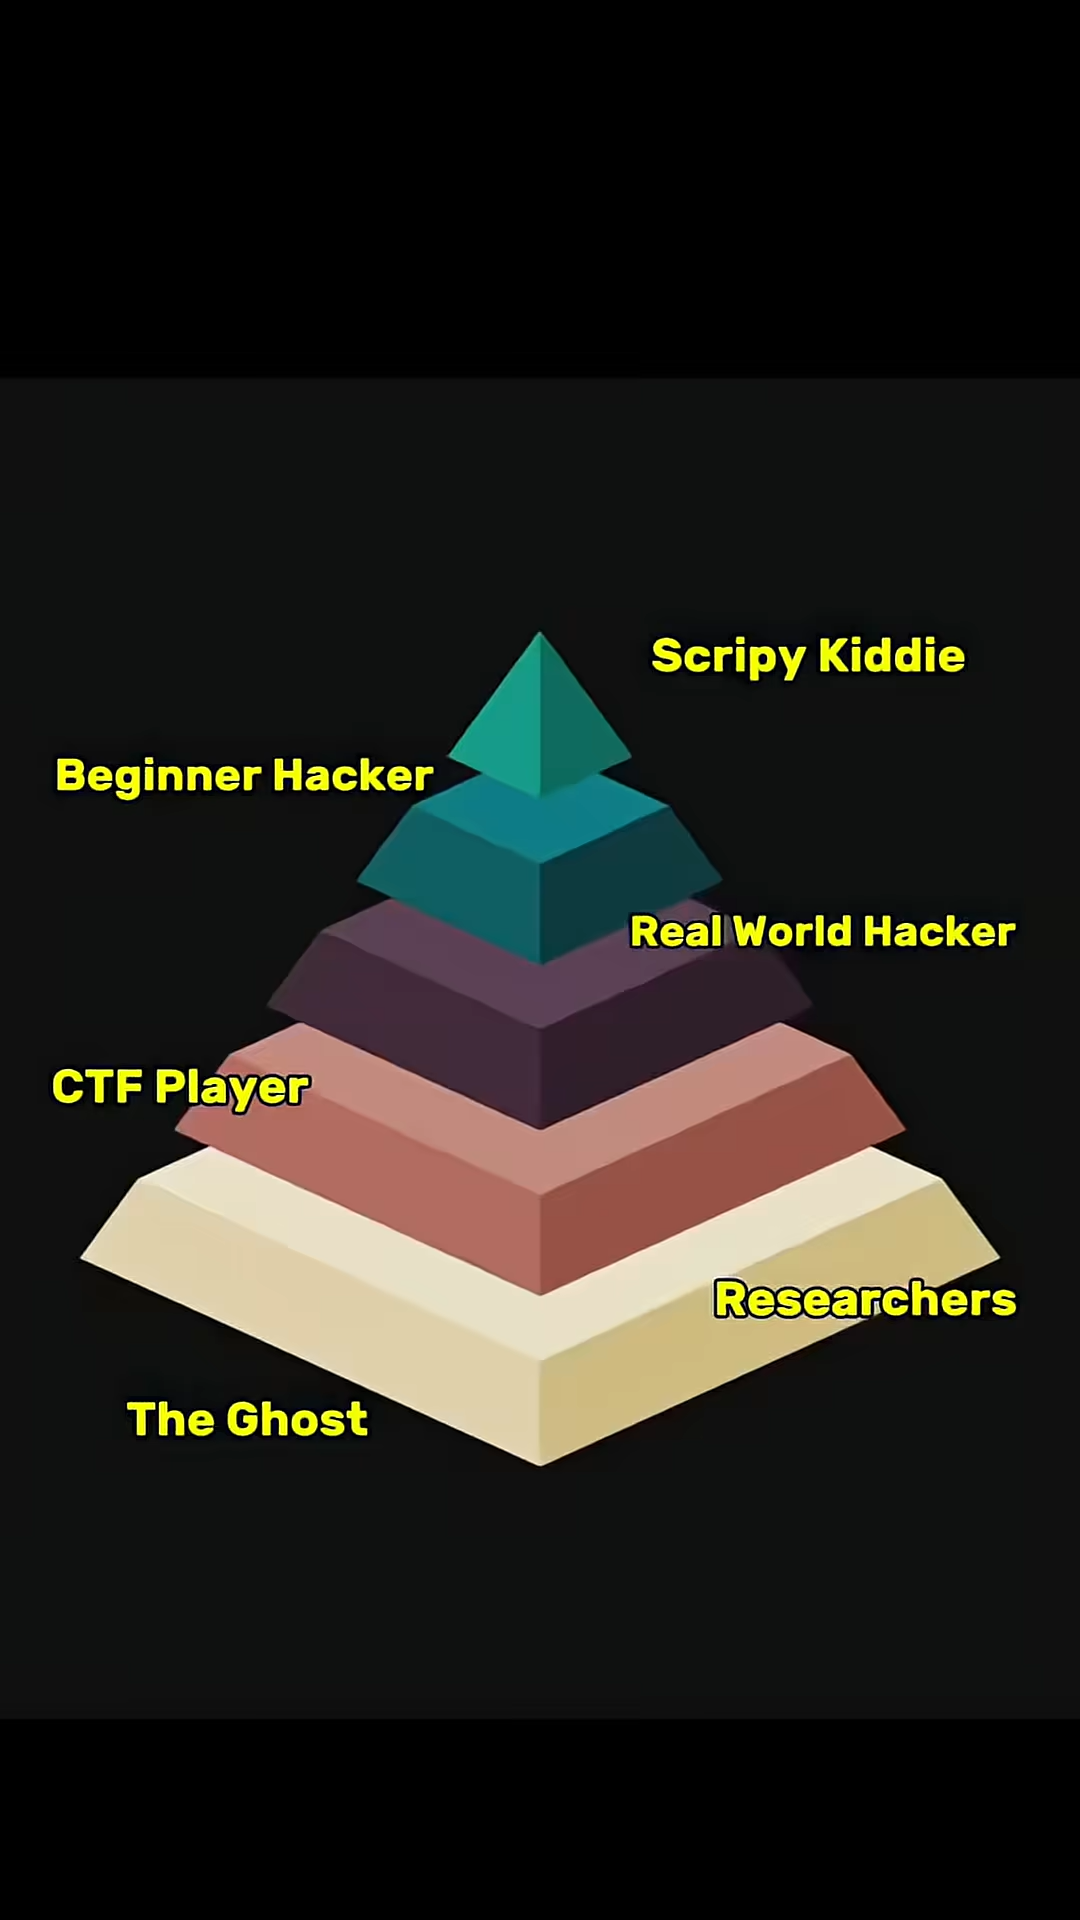 Scripy Kiddie
Beginner Hacker
Real World Hacker
CTF Player
Researchers
The Ghost